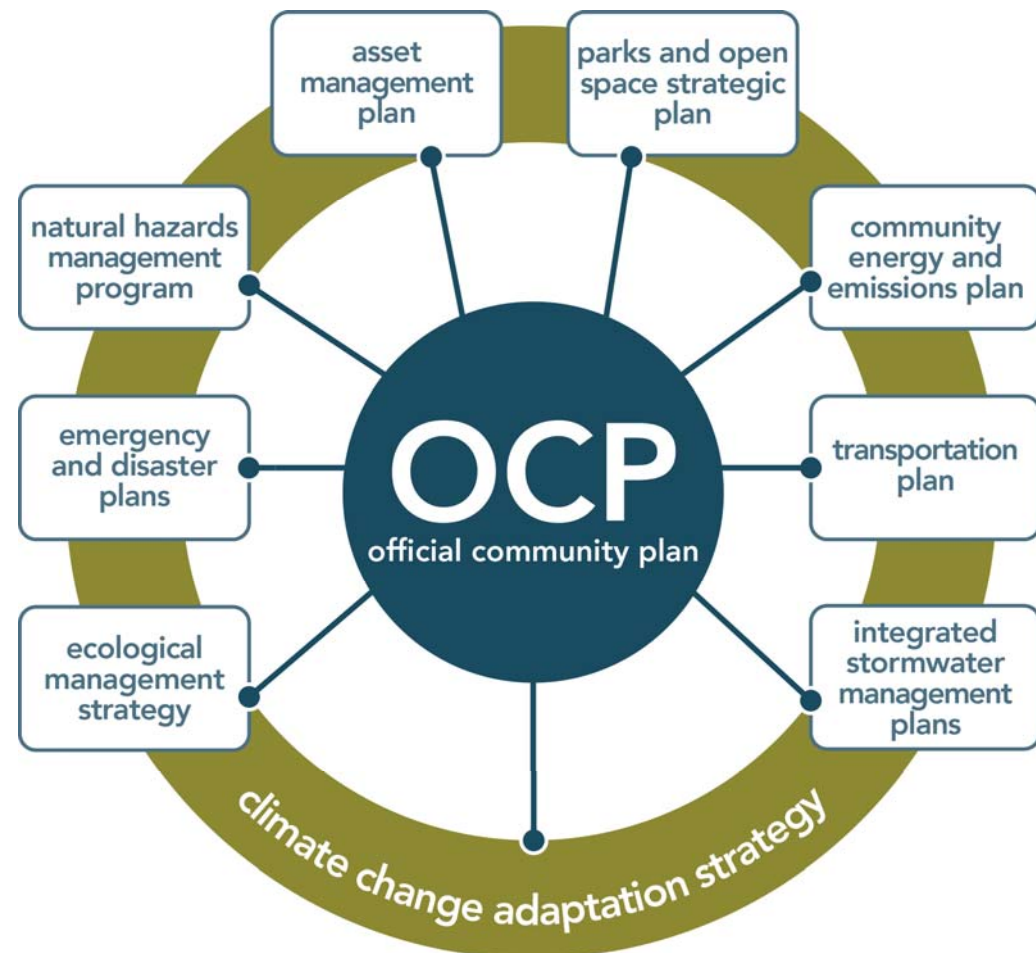 asset
management
plan
parks and open
space strategic
plan
natural hazards
management
program
community
energy and
emissions plan
emergency
and disaster
plans
OCP
official community plan
transportation
plan
ecological
management
strategy
integrated
stormwater
management
plans
climate change adaptation strategy